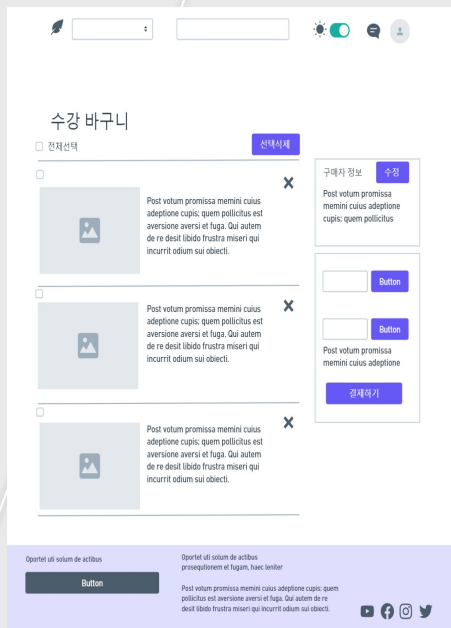 수강 바구니
전체선택
선택삭제
Post votum promissa memini cuius
adeptione cupis; quem pollicitus est
aversione aversi et fuga. Qui autem
de re desit libido frustra miseri qui
incurrit odium sui obiecti.
Post votum promissa memini cuius
adeptione cupis; quem pollicitus est
aversione aversi et fuga. Qui autem
de re desit libido frustra miseri qui
incurrit odium sui obiecti.
Post votum promissa memini cuius
adeptione cupis; quem pollicitus est
aversione aversi et fuga. Qui autem
de re desit libido frustra miseri qui
incurrit odium sui obiecti.
구매자 정보
수정
Post votum promissa
memini cuius adeptione
cupis; quem pollicitus
Button
Button
Post votum promissa
memini cuius adeptione
결제하기
Oportet uti solum de actibus
Button
Oportet uti solum de actibus
prosequtionem et fugam, haec leniter
Post votum promissa memini cuius adeptione cupis; quem
pollicitus est aversione aversi et fuga. Qui autem de re
desit libido frustra miseri qui incurrit odium sui obiecti.